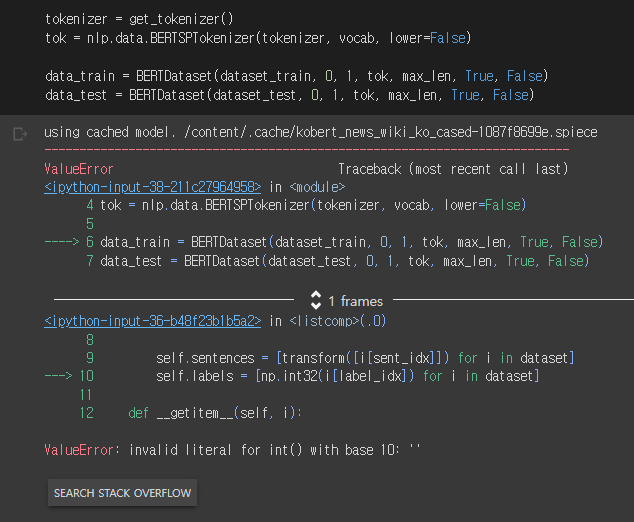 tokenizer = get_tokenizer()
tok = nlp.data.BERTSPTokenizer(tokenizer, vocab, lower=False)
data_train = BERTDataset(dataset_train, 0, 1, tok, max_len, True, False)
data_test = BERTDataset(dataset_test, 0, 1, tok, max_len, True, False)
using cached model. /content/.cache/kobert_news_wiki_ko_cased-1087f8699e.spiece
---------------------------------------------------------------------------
ValueError Traceback (most recent call last)
<ipython-input-38-211c27964958> in <module>
4 tok = nlp.data.BERTSPTokenizer(tokenizer, vocab, lower=False)
5
----> 6 data_train = BERTDataset(dataset_train, 0, 1, tok, max_len, True, False)
7 data_test = BERTDataset(dataset_test, 0, 1, tok, max_len, True, False)
1 frames
<ipython-input-36-b48f23b1b5a2> in <listcomp>(.0)
8
9 self.sentences = [transform([i[sent_idx]]) for i in dataset]
---> 10 self.labels = [np.int32(i[label_idx]) for i in dataset]
11
12 def __getitem__(self, i):
ValueError: invalid literal for int() with base 10: ''
SEARCH STACK OVERFLOW